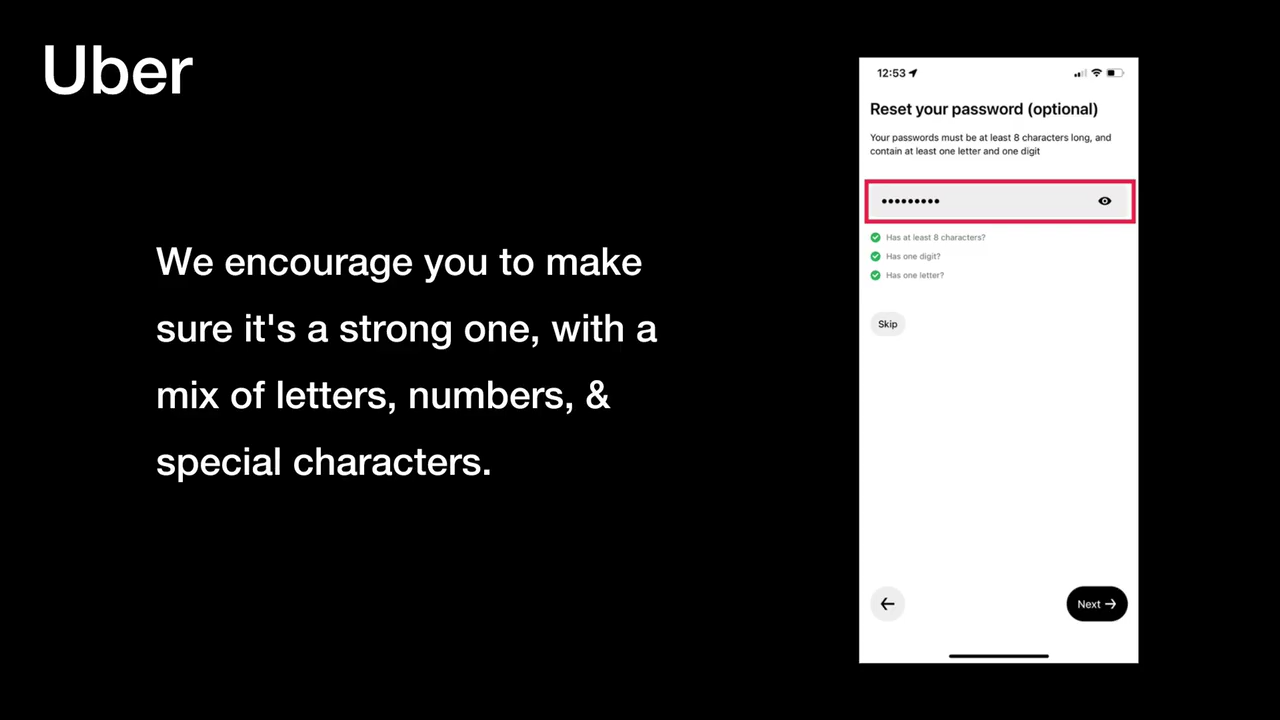 Uber
We encourage you to make
sure it's a strong one, with a
mix of letters, numbers, &
special characters.
12:53
Reset your password (optional)
Your passwords must be at least 8 characters long, and
contain at least one letter and one digit
•••••••••
Has at least 8 characters?
Has one digit?
Has one letter?
Skip
Next